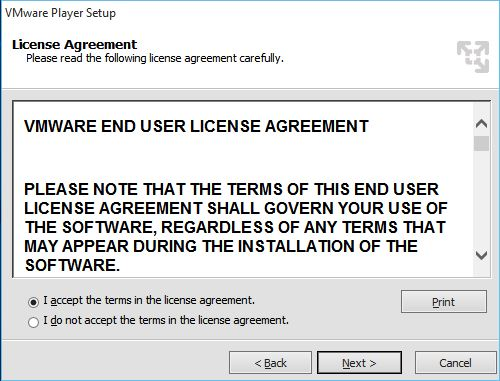 VMware Player Setup
License Agreement
Please read the following license agreement carefully.
VMWARE END USER LICENSE AGREEMENT
PLEASE NOTE THAT THE TERMS OF THIS END USER
LICENSE AGREEMENT SHALL GOVERN YOUR USE OF
THE SOFTWARE, REGARDLESS OF ANY TERMS THAT
MAY APPEAR DURING THE INSTALLATION OF THE
SOFTWARE.
I accept the terms in the license agreement.
I do not accept the terms in the license agreement.
Print
< Back
Next >
Cancel